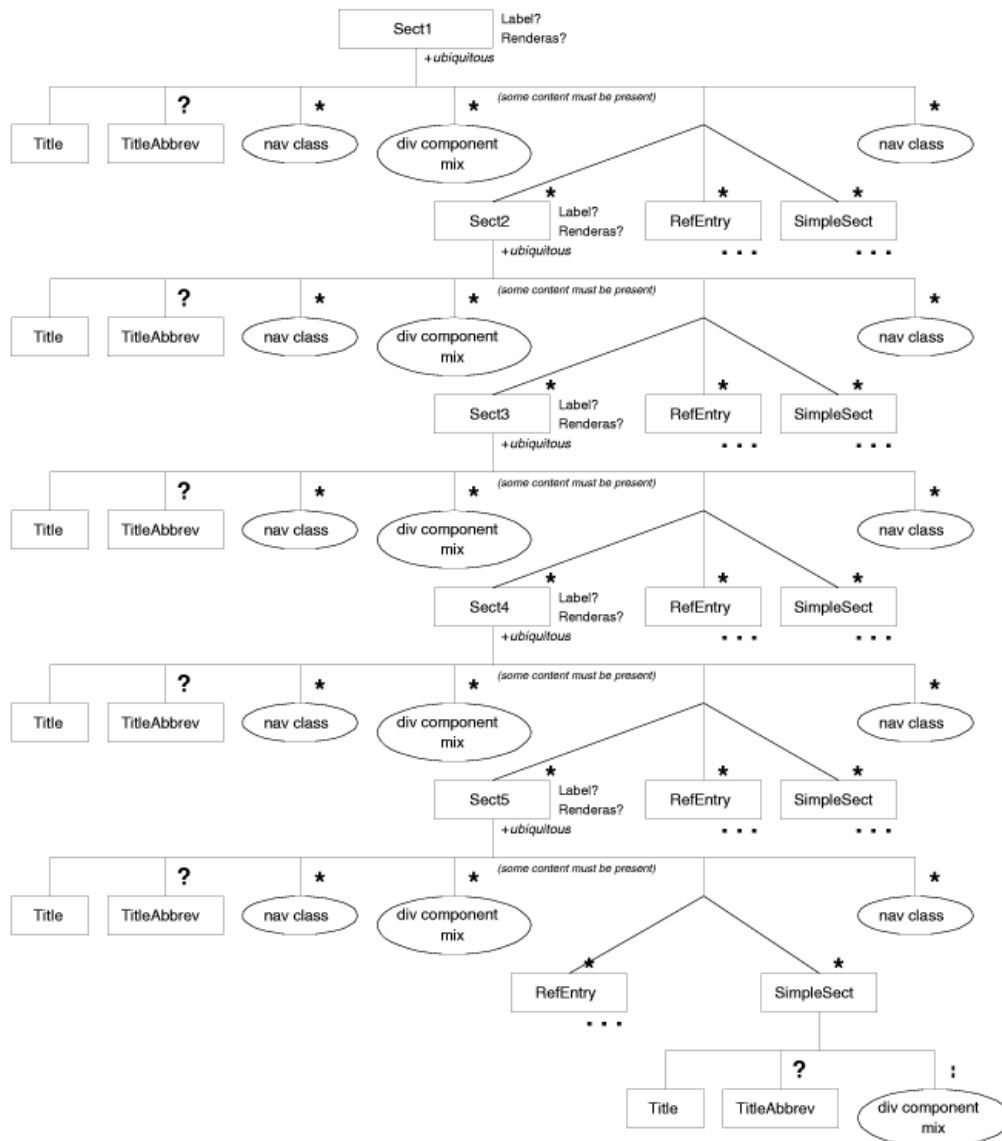 Sect1
Label?
Renderas?
+ubiquitous
? * * (some content must be present) *
Title TitleAbbrev nav class div component mix nav class
* * *
Sect2 Label? Renderas? RefEntry SimpleSect
+ubiquitous ... ...
? * * (some content must be present) *
Title TitleAbbrev nav class div component mix nav class
* * *
Sect3 Label? Renderas? RefEntry SimpleSect
+ubiquitous ... ...
? * * (some content must be present) *
Title TitleAbbrev nav class div component mix nav class
* * *
Sect4 Label? Renderas? RefEntry SimpleSect
+ubiquitous ... ...
? * * (some content must be present) *
Title TitleAbbrev nav class div component mix nav class
* * *
Sect5 Label? Renderas? RefEntry SimpleSect
+ubiquitous ... ...
? * * (some content must be present) *
Title TitleAbbrev nav class div component mix nav class
* *
RefEntry SimpleSect
...
?
Title TitleAbbrev div component mix